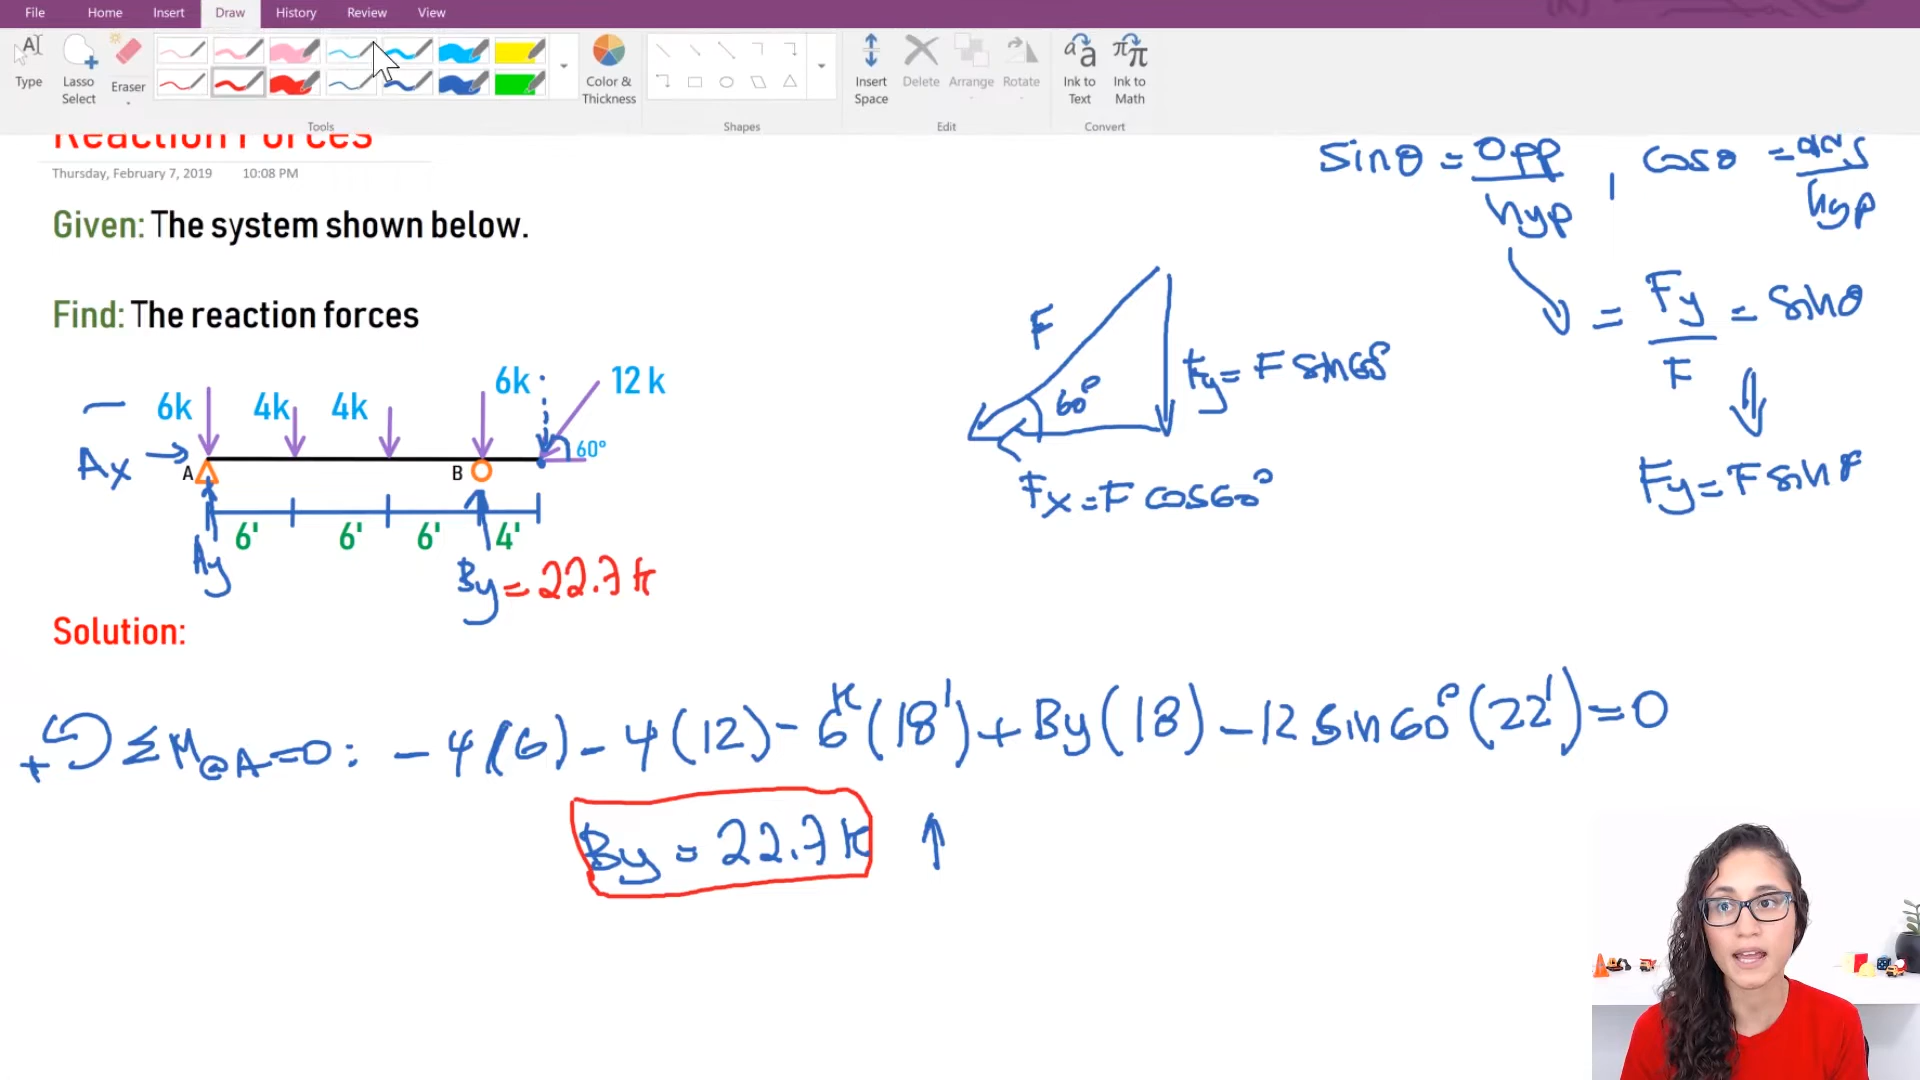 File Home Insert Draw History Review View
Type Lasso Select Eraser Color & Thickness Insert Space Delete Arrange Rotate Ink to Text Ink to Math
Tools Shapes Edit Convert
Reaction Forces
Thursday, February 7, 2019 10:08 PM
sinθ = opp/hyp , cosθ = adj/hyp
Given: The system shown below.
= Fy/F = sinθ
Find: The reaction forces
F 60° Fy = F sin60°
6k 4k 4k 6k 12 k
Ax A B 60°
Fx = F cos60°
Fy = F sin
6' 6' 6' 4'
Ay By = 22.7 k
Solution:
+ ΣM@A=0: -4(6) - 4(12) - 6k(18') + By(18) - 12 sin60°(22') = 0
By = 22.7 k ↑